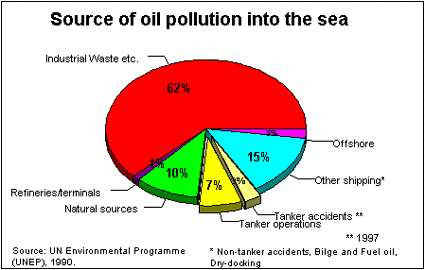 Source of oil pollution into the sea
Industrial Waste etc.
62%
2%
Offshore
1%
15%
10%
Other shipping*
7%
3%
Refineries/terminals
Natural sources
Tanker accidents **
Tanker operations
** 1997
Source: UN Environmental Programme
(UNEP), 1990.
* Non-tanker accidents, Bilge and Fuel oil,
Dry-docking